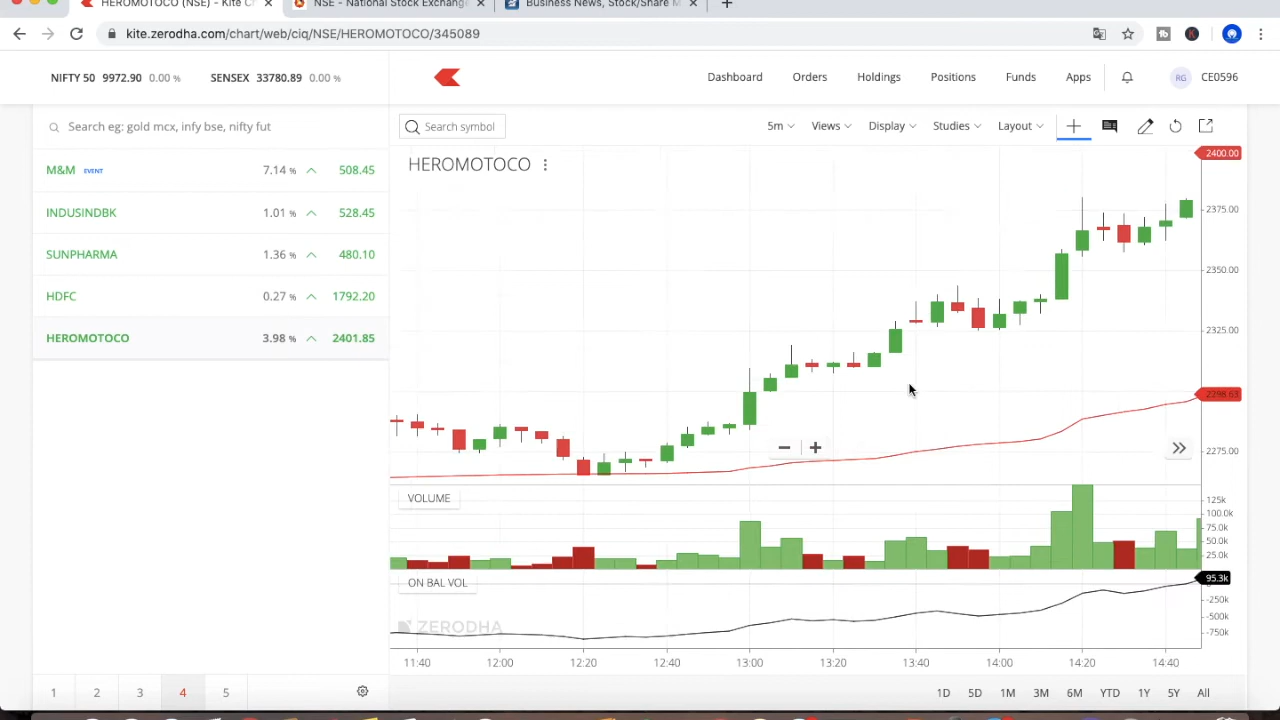 HEROMOTOCO (NSE) - Kite Ch
NSE - National Stock Exchange
Business News, Stock/Share M
kite.zerodha.com/chart/web/ciq/NSE/HEROMOTOCO/345089
NIFTY 50 9972.90 0.00 % SENSEX 33780.89 0.00 %
Dashboard Orders Holdings Positions Funds Apps RG CE0596
Search eg: gold mcx, infy bse, nifty fut
Search symbol 5m Views Display Studies Layout
M&M EVENT 7.14 % 508.45
INDUSINDBK 1.01 % 528.45
SUNPHARMA 1.36 % 480.10
HDFC 0.27 % 1792.20
HEROMOTOCO 3.98 % 2401.85
HEROMOTOCO
2400.00
2375.00
2350.00
2325.00
2298.63
2275.00
VOLUME
125k
100.0k
75.0k
50.0k
25.0k
ON BAL VOL
95.3k
-250k
-500k
-750k
ZERODHA
11:40 12:00 12:20 12:40 13:00 13:20 13:40 14:00 14:20 14:40
1 2 3 4 5
1D 5D 1M 3M 6M YTD 1Y 5Y All